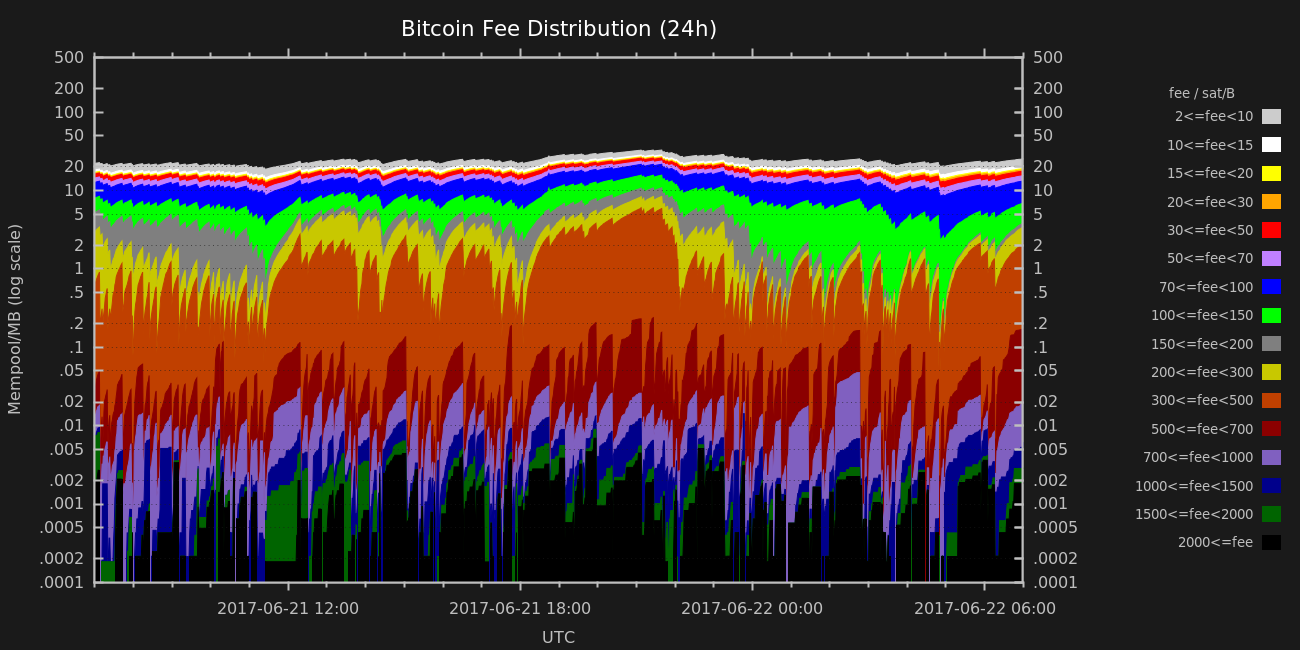 Bitcoin Fee Distribution (24h)
500 500
200 200
100 100
50 50
20 20
10 10
5 5
2 2
1 1
.5 .5
.2 .2
.1 .1
.05 .05
.02 .02
.01 .01
.005 .005
.002 .002
.001 .001
.0005 .0005
.0002 .0002
.0001 .0001
Mempool/MB (log scale)
2017-06-21 12:00 2017-06-21 18:00 2017-06-22 00:00 2017-06-22 06:00
UTC
fee / sat/B
2<=fee<10
10<=fee<15
15<=fee<20
20<=fee<30
30<=fee<50
50<=fee<70
70<=fee<100
100<=fee<150
150<=fee<200
200<=fee<300
300<=fee<500
500<=fee<700
700<=fee<1000
1000<=fee<1500
1500<=fee<2000
2000<=fee